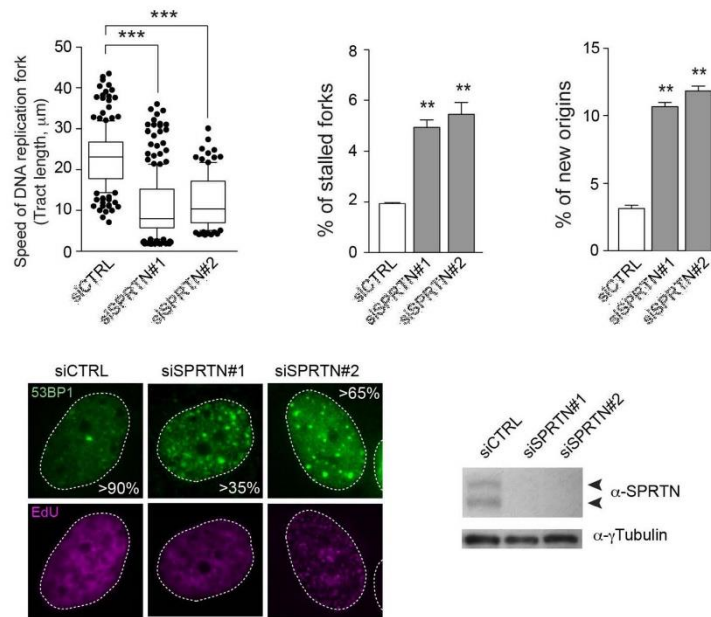 ***
***
Speed of DNA replication fork
(Tract length, μm)
50
40
30
20
10
0
siCTRL
siSPRTN#1
siSPRTN#2
% of stalled forks
8
6
4
2
0
**
**
siCTRL
siSPRTN#1
siSPRTN#2
% of new origins
15
10
5
0
**
**
siCTRL
siSPRTN#1
siSPRTN#2
siCTRL siSPRTN#1 siSPRTN#2
53BP1
>90%
>35%
>65%
EdU
siCTRL
siSPRTN#1
siSPRTN#2
α-SPRTN
α-γTubulin